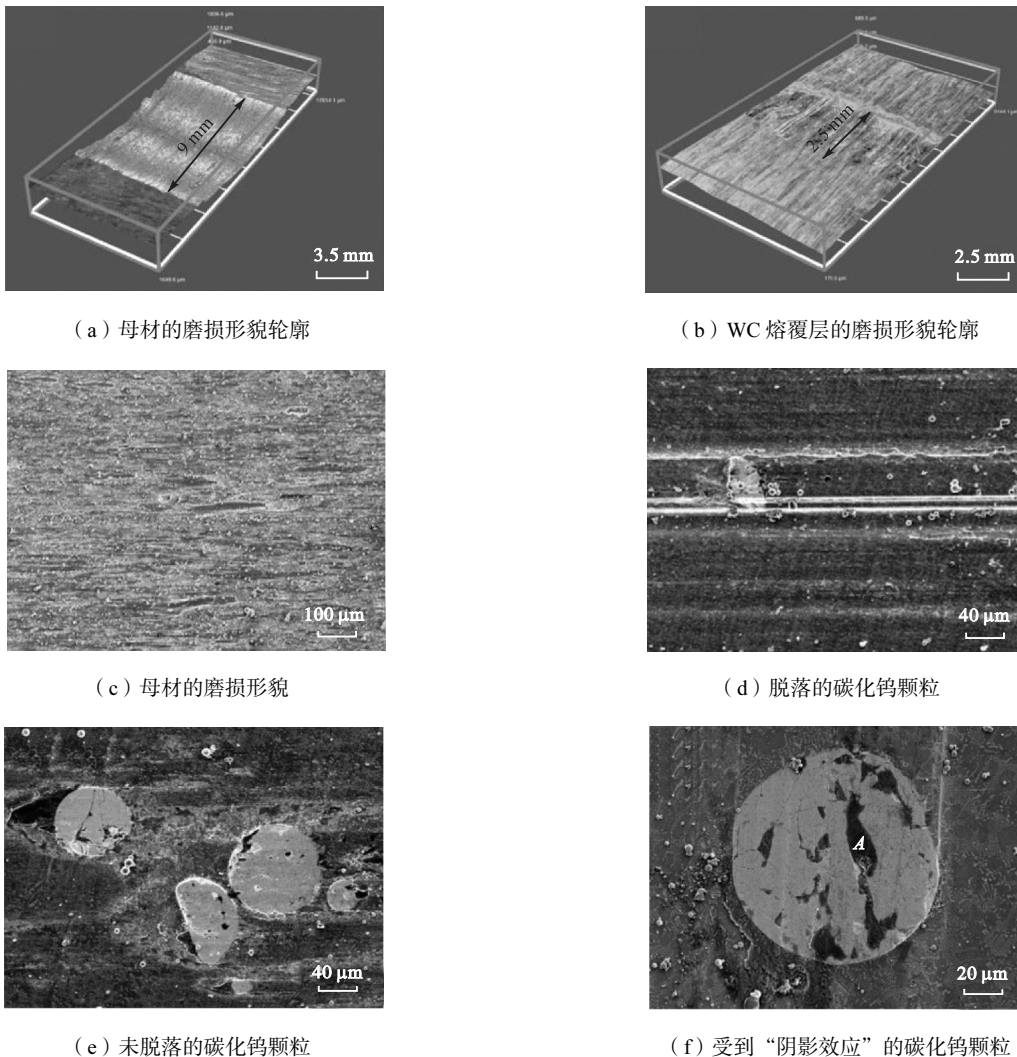 9 mm
3.5 mm
2.5 mm
2.5 mm
（a）母材的磨损形貌轮廓
（b）WC 熔覆层的磨损形貌轮廓
100 μm
40 μm
（c）母材的磨损形貌
（d）脱落的碳化钨颗粒
A
40 μm
20 μm
（e）未脱落的碳化钨颗粒
（f）受到“阴影效应”的碳化钨颗粒